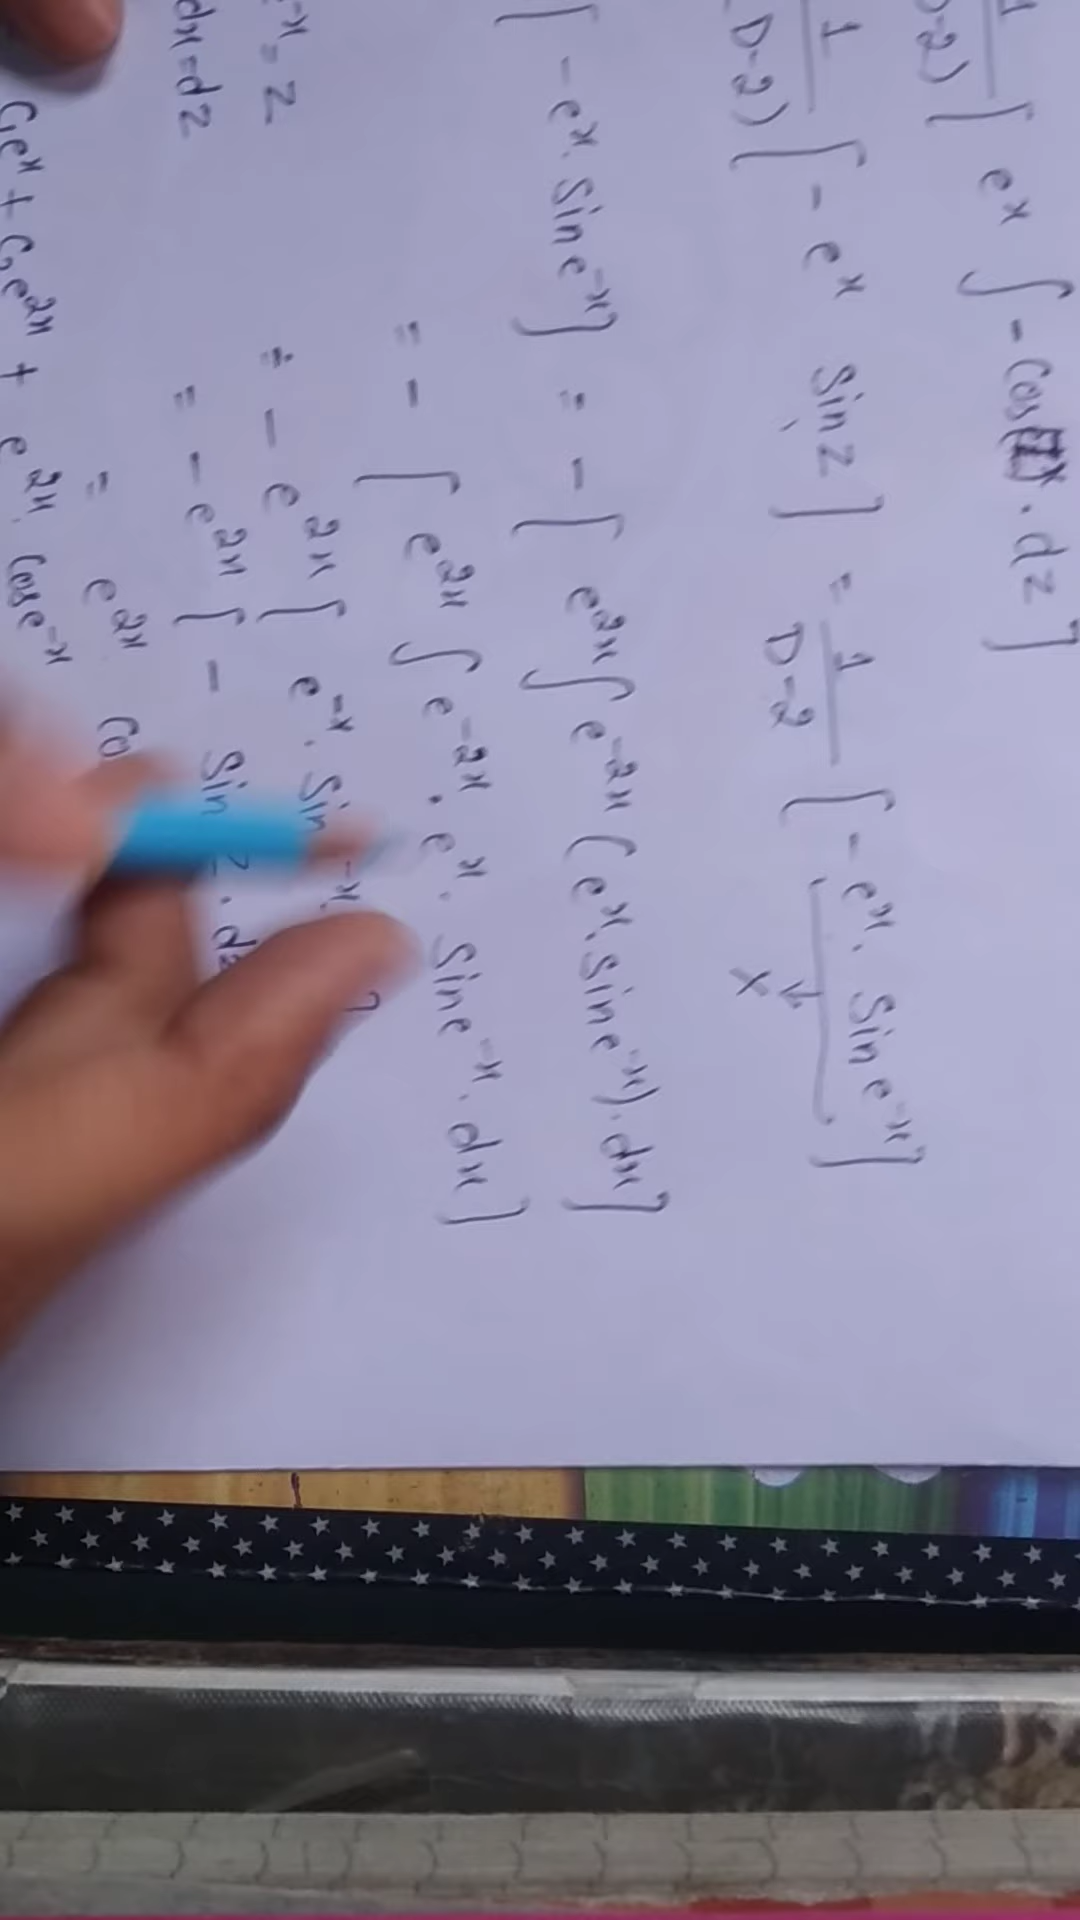 1
D-2) [ e^x ∫ - Cos . dz ]
1
D-2) [ - e^x Sin z ] = 1/D-2 [ - e^x . Sin e^-x ]
X
[ - e^x . Sin e^-x ] = - [ e^2x ∫ e^-2x ( e^x . Sin e^-x ) . dx ]
= - [ e^2x ∫ e^-2x . e^x . Sin e^-x . dx ]
e^-x = z = - e^2x [ e^-x . Sin
dx = dz = - e^2x [ - Sin z . dz
= e^2x
C₁e^x + C₂e^2x + e^2x . Cos e^-x